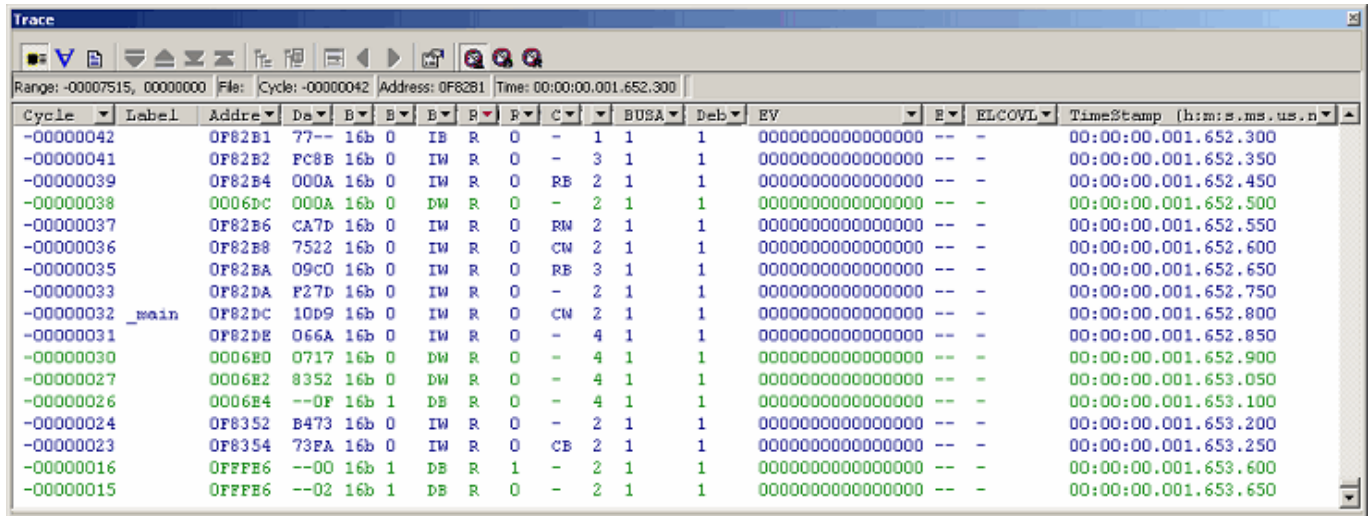 Trace
Range: -00007515, 00000000 File: Cycle: -00000042 Address: 0F82B1 Time: 00:00:00.001.652.300
Cycle Label Addre Da B B B R R C BUSA Deb EV E ELCOVL TimeStamp (h:m:s.ms.us.n
-00000042 0F82B1 77-- 16b 0 IB R 0 - 1 1 1 0000000000000000 -- - 00:00:00.001.652.300
-00000041 0F82B2 FC8B 16b 0 IW R 0 - 3 1 1 0000000000000000 -- - 00:00:00.001.652.350
-00000039 0F82B4 000A 16b 0 IW R 0 RB 2 1 1 0000000000000000 -- - 00:00:00.001.652.450
-00000038 0006DC 000A 16b 0 DW R 0 - 2 1 1 0000000000000000 -- - 00:00:00.001.652.500
-00000037 0F82B6 CA7D 16b 0 IW R 0 RW 2 1 1 0000000000000000 -- - 00:00:00.001.652.550
-00000036 0F82B8 7522 16b 0 IW R 0 CW 2 1 1 0000000000000000 -- - 00:00:00.001.652.600
-00000035 0F82BA 09C0 16b 0 IW R 0 RB 3 1 1 0000000000000000 -- - 00:00:00.001.652.650
-00000033 0F82DA F27D 16b 0 IW R 0 - 2 1 1 0000000000000000 -- - 00:00:00.001.652.750
-00000032 _main 0F82DC 10D9 16b 0 IW R 0 CW 2 1 1 0000000000000000 -- - 00:00:00.001.652.800
-00000031 0F82DE 066A 16b 0 IW R 0 - 4 1 1 0000000000000000 -- - 00:00:00.001.652.850
-00000030 0006E0 0717 16b 0 DW R 0 - 4 1 1 0000000000000000 -- - 00:00:00.001.652.900
-00000027 0006E2 8352 16b 0 DW R 0 - 4 1 1 0000000000000000 -- - 00:00:00.001.653.050
-00000026 0006E4 --0F 16b 1 DB R 0 - 4 1 1 0000000000000000 -- - 00:00:00.001.653.100
-00000024 0F8352 B473 16b 0 IW R 0 - 2 1 1 0000000000000000 -- - 00:00:00.001.653.200
-00000023 0F8354 73FA 16b 0 IW R 0 CB 2 1 1 0000000000000000 -- - 00:00:00.001.653.250
-00000016 0FFFE6 --00 16b 1 DB R 1 - 2 1 1 0000000000000000 -- - 00:00:00.001.653.600
-00000015 0FFFE6 --02 16b 1 DB R 0 - 2 1 1 0000000000000000 -- - 00:00:00.001.653.650